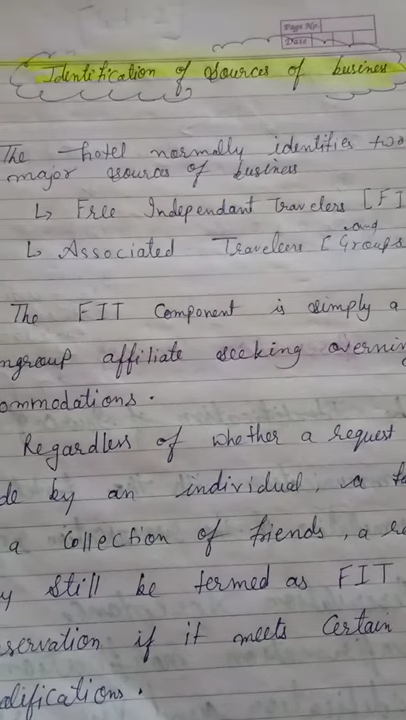 Page No.
Date
Identification of Sources of business
The hotel normally identifies two
major sources of business
↳ Free Independant Travelers [FI
and
↳ Associated Travelers [Groups
The FIT Component is simply a
ngroup affiliate seeking overni
ommodations.
Regardless of whether a request
de by an individual, a fa
a collection of friends, a re
y still be termed as FIT
servation if it meets certain
alifications.